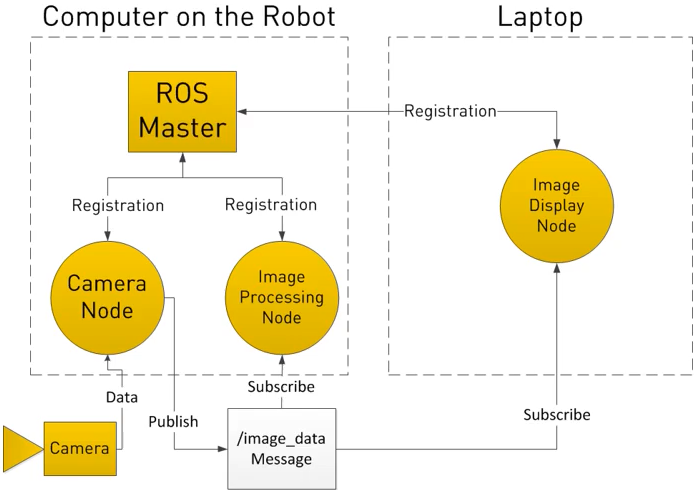 Computer on the Robot
Laptop
ROS
Master
Registration
Registration
Registration
Image
Display
Node
Camera
Node
Image
Processing
Node
Data
Publish
Subscribe
Subscribe
Camera
/image_data
Message